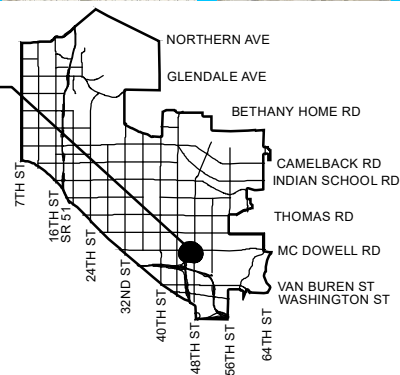 NORTHERN AVE
GLENDALE AVE
BETHANY HOME RD
CAMELBACK RD
INDIAN SCHOOL RD
THOMAS RD
MC DOWELL RD
VAN BUREN ST
WASHINGTON ST
7TH ST
16TH ST
SR 51
24TH ST
32ND ST
40TH ST
48TH ST
56TH ST
64TH ST